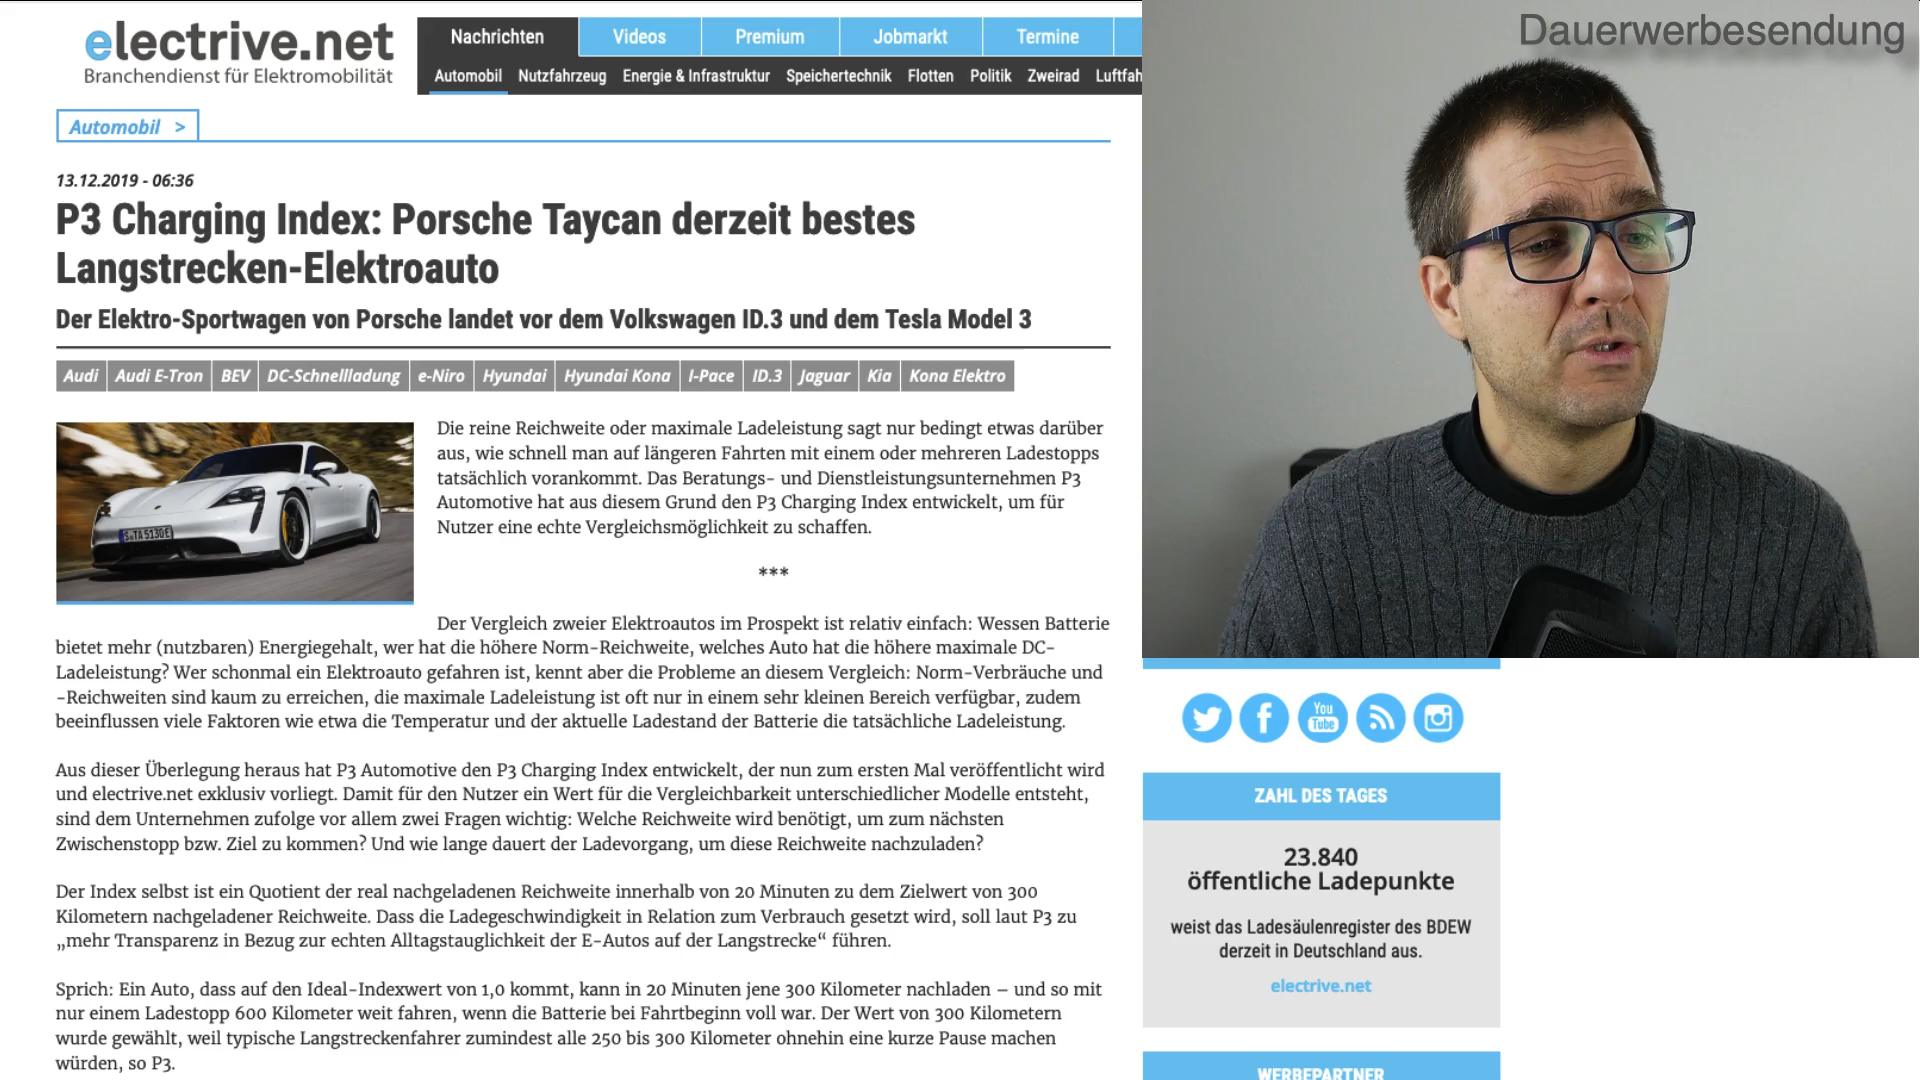 electrive.net
Branchendienst für Elektromobilität
Nachrichten Videos Premium Jobmarkt Termine
Automobil Nutzfahrzeug Energie & Infrastruktur Speichertechnik Flotten Politik Zweirad Luftfah
Dauerwerbesendung
Automobil >
13.12.2019 - 06:36
P3 Charging Index: Porsche Taycan derzeit bestes
Langstrecken-Elektroauto
Der Elektro-Sportwagen von Porsche landet vor dem Volkswagen ID.3 und dem Tesla Model 3
Audi Audi E-Tron BEV DC-Schnellladung e-Niro Hyundai Hyundai Kona I-Pace ID.3 Jaguar Kia Kona Elektro
S TA 5130E
Die reine Reichweite oder maximale Ladeleistung sagt nur bedingt etwas darüber
aus, wie schnell man auf längeren Fahrten mit einem oder mehreren Ladestopps
tatsächlich vorankommt. Das Beratungs- und Dienstleistungsunternehmen P3
Automotive hat aus diesem Grund den P3 Charging Index entwickelt, um für
Nutzer eine echte Vergleichsmöglichkeit zu schaffen.
***
Der Vergleich zweier Elektroautos im Prospekt ist relativ einfach: Wessen Batterie
bietet mehr (nutzbaren) Energiegehalt, wer hat die höhere Norm-Reichweite, welches Auto hat die höhere maximale DC-
Ladeleistung? Wer schonmal ein Elektroauto gefahren ist, kennt aber die Probleme an diesem Vergleich: Norm-Verbräuche und
-Reichweiten sind kaum zu erreichen, die maximale Ladeleistung ist oft nur in einem sehr kleinen Bereich verfügbar, zudem
beeinflussen viele Faktoren wie etwa die Temperatur und der aktuelle Ladestand der Batterie die tatsächliche Ladeleistung.
Aus dieser Überlegung heraus hat P3 Automotive den P3 Charging Index entwickelt, der nun zum ersten Mal veröffentlicht wird
und electrive.net exklusiv vorliegt. Damit für den Nutzer ein Wert für die Vergleichbarkeit unterschiedlicher Modelle entsteht,
sind dem Unternehmen zufolge vor allem zwei Fragen wichtig: Welche Reichweite wird benötigt, um zum nächsten
Zwischenstopp bzw. Ziel zu kommen? Und wie lange dauert der Ladevorgang, um diese Reichweite nachzuladen?
Der Index selbst ist ein Quotient der real nachgeladenen Reichweite innerhalb von 20 Minuten zu dem Zielwert von 300
Kilometern nachgeladener Reichweite. Dass die Ladegeschwindigkeit in Relation zum Verbrauch gesetzt wird, soll laut P3 zu
„mehr Transparenz in Bezug zur echten Alltagstauglichkeit der E-Autos auf der Langstrecke“ führen.
Sprich: Ein Auto, dass auf den Ideal-Indexwert von 1,0 kommt, kann in 20 Minuten jene 300 Kilometer nachladen – und so mit
nur einem Ladestopp 600 Kilometer weit fahren, wenn die Batterie bei Fahrtbeginn voll war. Der Wert von 300 Kilometern
wurde gewählt, weil typische Langstreckenfahrer zumindest alle 250 bis 300 Kilometer ohnehin eine kurze Pause machen
würden, so P3.
You
Tube
ZAHL DES TAGES
23.840
öffentliche Ladepunkte
weist das Ladesäulenregister des BDEW
derzeit in Deutschland aus.
electrive.net
WERBEPARTNER